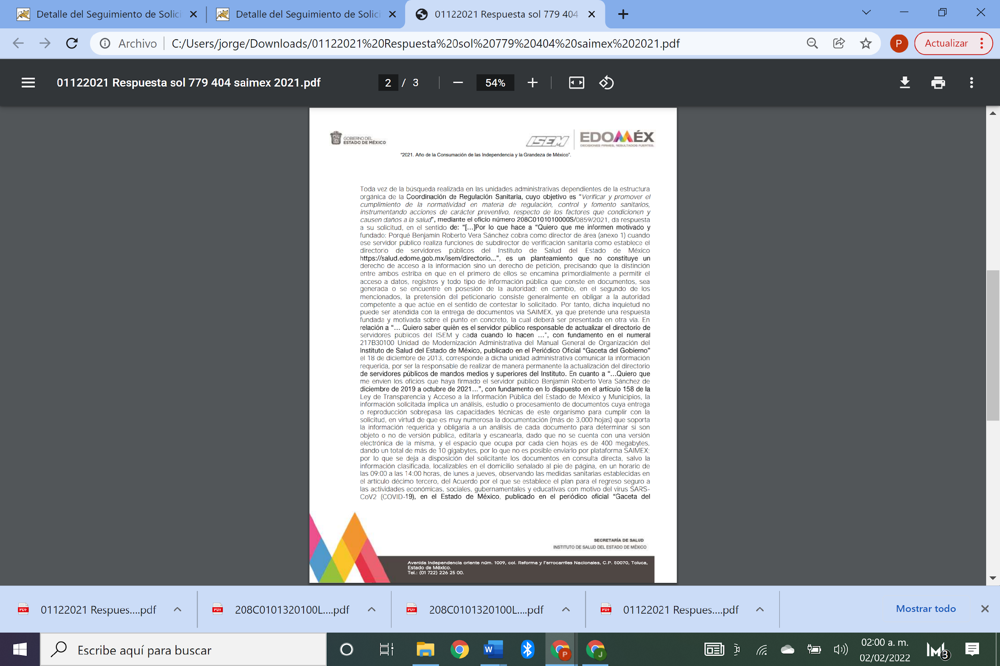 Detalle del Seguimiento de Solici
Detalle del Seguimiento de Solici
01122021 Respuesta sol 779 404
Archivo
C:/Users/jorge/Downloads/01122021%20Respuesta%20sol%20779%20404%20saimex%202021.pdf
P
Actualizar
01122021 Respuesta sol 779 404 saimex 2021.pdf
2 / 3
54%
GOBIERNO DEL
ESTADO DE MÉXICO
ISEM
EDOMÉX
DECISIONES FIRMES, RESULTADOS FUERTES.
“2021. Año de la Consumación de las Independencia y la Grandeza de México”.
Toda vez de la búsqueda realizada en las unidades administrativas dependientes de la estructura
orgánica de la Coordinación de Regulación Sanitaria, cuyo objetivo es “Verificar y promover el
cumplimiento de la normatividad en materia de regulación, control y fomento sanitarios,
instrumentando acciones de carácter preventivo, respecto de los factores que condicionen y
causen daños a la salud”, mediante el oficio número 208C0101010000S/0859/2021, da respuesta
a su solicitud, en el sentido de: “[...]Por lo que hace a “Quiero que me informen motivado y
fundado: Porqué Benjamín Roberto Vera Sánchez cobra como director de área (anexo 1) cuando
ese servidor público realiza funciones de subdirector de verificación sanitaria como establece el
directorio de servidores públicos del Instituto de Salud del Estado de México
https://salud.edome.gob.mx/isem/directorio...”, es un planteamiento que no constituye un
derecho de acceso a la información sino un derecho de petición, precisando que la distinción
entre ambos estriba en que en el primero de ellos se encamina primordialmente a permitir el
acceso a datos, registros y todo tipo de información pública que conste en documentos, sea
generada o se encuentre en posesión de la autoridad; en cambio, en el segundo de los
mencionados, la pretensión del peticionario consiste generalmente en obligar a la autoridad
competente a que actúe en el sentido de contestar lo solicitado. Por tanto, dicha inquietud no
puede ser atendida con la entrega de documentos vía SAIMEX, ya que pretende una respuesta
fundada y motivada sobre el punto en concreto, la cual deberá ser presentada en otra vía. En
relación a “... Quiero saber quién es el servidor público responsable de actualizar el directorio de
servidores públicos del ISEM y cada cuando lo hacen ...”, con fundamento en el numeral
217B30100 Unidad de Modernización Administrativa del Manual General de Organización del
Instituto de Salud del Estado de México, publicado en el Periódico Oficial “Gaceta del Gobierno”
el 18 de diciembre de 2013, corresponde a dicha unidad administrativa comunicar la información
requerida, por ser la responsable de realizar de manera permanente la actualización del directorio
de servidores públicos de mandos medios y superiores del Instituto. En cuanto a “...Quiero que
me envíen los oficios que haya firmado el servidor público Benjamín Roberto Vera Sánchez de
diciembre de 2019 a octubre de 2021...”, con fundamento en lo dispuesto en el artículo 158 de la
Ley de Transparencia y Acceso a la Información Pública del Estado de México y Municipios, la
información solicitada implica un análisis, estudio o procesamiento de documentos cuya entrega
o reproducción sobrepasa las capacidades técnicas de este organismo para cumplir con la
solicitud, en virtud de que es muy numerosa la documentación (más de 3,000 hojas) que soporta
la información requerida y obligaría a un análisis de cada documento para determinar si son
objeto o no de versión pública, editarla y escanearla, dado que no se cuenta con una versión
electrónica de la misma, y el espacio que ocupa por cada cien hojas es de 400 megabytes,
dando un total de más de 10 gigabytes, por lo que no es posible enviarlo por plataforma SAIMEX;
por lo que se deja a disposición del solicitante los documentos en consulta directa, salvo la
información clasificada, localizables en el domicilio señalado al pie de página, en un horario de
las 09:00 a las 14:00 horas, de lunes a jueves, observando las medidas sanitarias establecidas en
el artículo décimo tercero, del Acuerdo por el que se establece el plan para el regreso seguro a
las actividades económicas, sociales, gubernamentales y educativas con motivo del virus SARS-
CoV2 (COVID-19), en el Estado de México, publicado en el periódico oficial “Gaceta del
SECRETARÍA DE SALUD
INSTITUTO DE SALUD DEL ESTADO DE MÉXICO
Avenida Independencia oriente núm. 1009, col. Reforma y Ferrocarriles Nacionales, C.P. 50070, Toluca,
Estado de México.
Tel.: (01 722) 226 25 00.
01122021 Respues....pdf
208C0101320100L....pdf
208C0101320100L....pdf
01122021 Respues....pdf
Mostrar todo
Escribe aquí para buscar
02:00 a. m.
02/02/2022
3